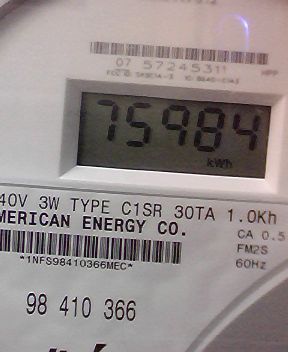 07 57245311
HPP
75984
kWh
40V 3W TYPE C1SR 30TA 1.0Kh
MERICAN ENERGY CO.
CA 0.5
FM2S
60Hz
*1NFS98410366MEC*
98 410 366